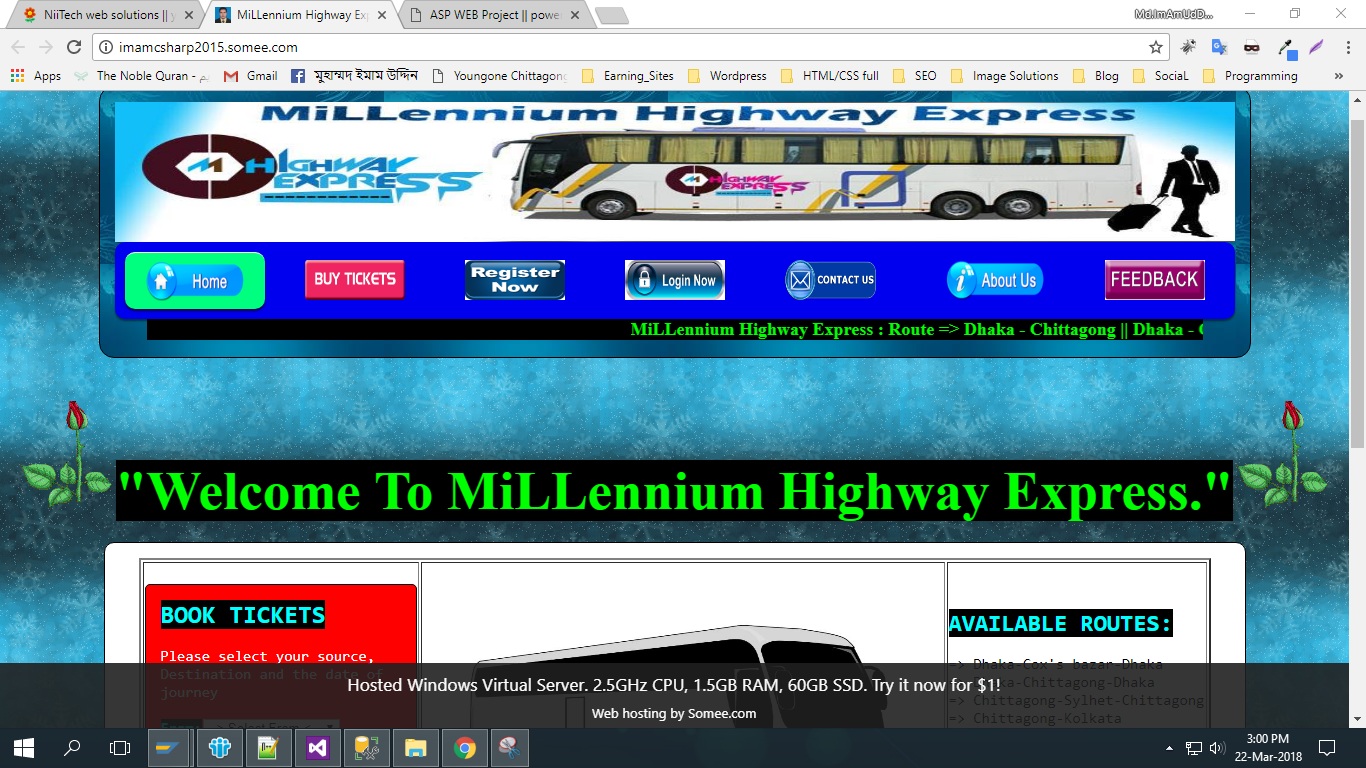 NiiTech web solutions || y
MiLLennium Highway Ex
ASP WEB Project || powe
Md.ImAmUdD...
imamcsharp2015.somee.com
Apps
The Noble Quran -
Gmail
মুহাম্মদ ইমাম উদ্দিন
Youngone Chittagong
Earning_Sites
Wordpress
HTML/CSS full
SEO
Image Solutions
Blog
SociaL
Programming
»
MiLLennium Highway Express
M HIGHWAY EXPRESS
HIGHWAY EXPRESS
Home
BUY TICKETS
Register Now
Login Now
CONTACT US
About Us
FEEDBACK
MiLLennium Highway Express : Route => Dhaka - Chittagong || Dhaka - C
"Welcome To MiLLennium Highway Express."
BOOK TICKETS
Please select your source,
Destination and the date of
journey
AVAILABLE ROUTES:
=> Dhaka-Cox's bazar-Dhaka
=> Dhaka-Chittagong-Dhaka
=> Chittagong-Sylhet-Chittagong
=> Chittagong-Kolkata
Hosted Windows Virtual Server. 2.5GHz CPU, 1.5GB RAM, 60GB SSD. Try it now for $1!
Web hosting by Somee.com
3:00 PM
22-Mar-2018